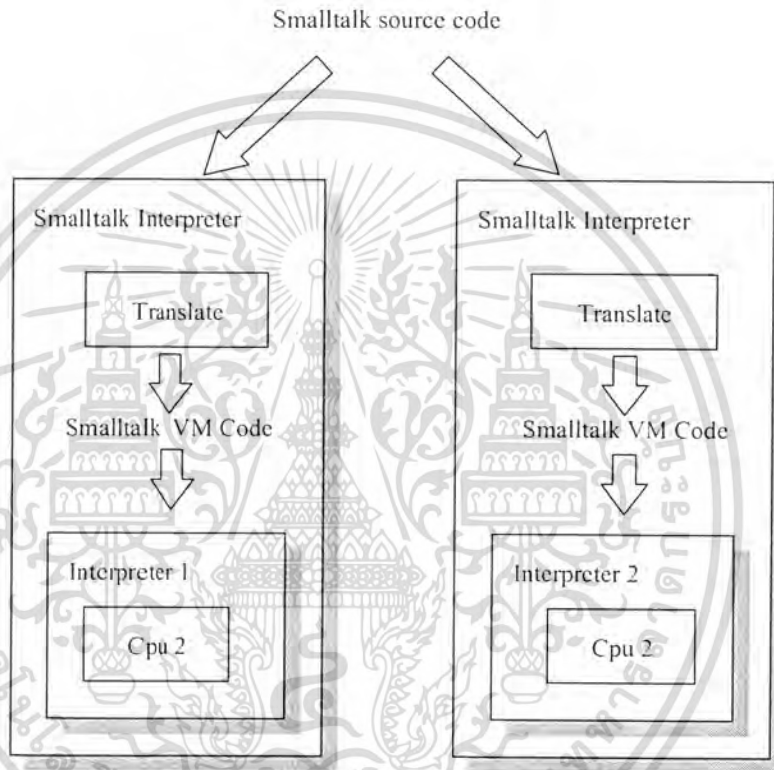 Smalltalk source code
Smalltalk Interpreter
Translate
Smalltalk VM Code
Interpreter 1
Cpu 2
Smalltalk Interpreter
Translate
Smalltalk VM Code
Interpreter 2
Cpu 2